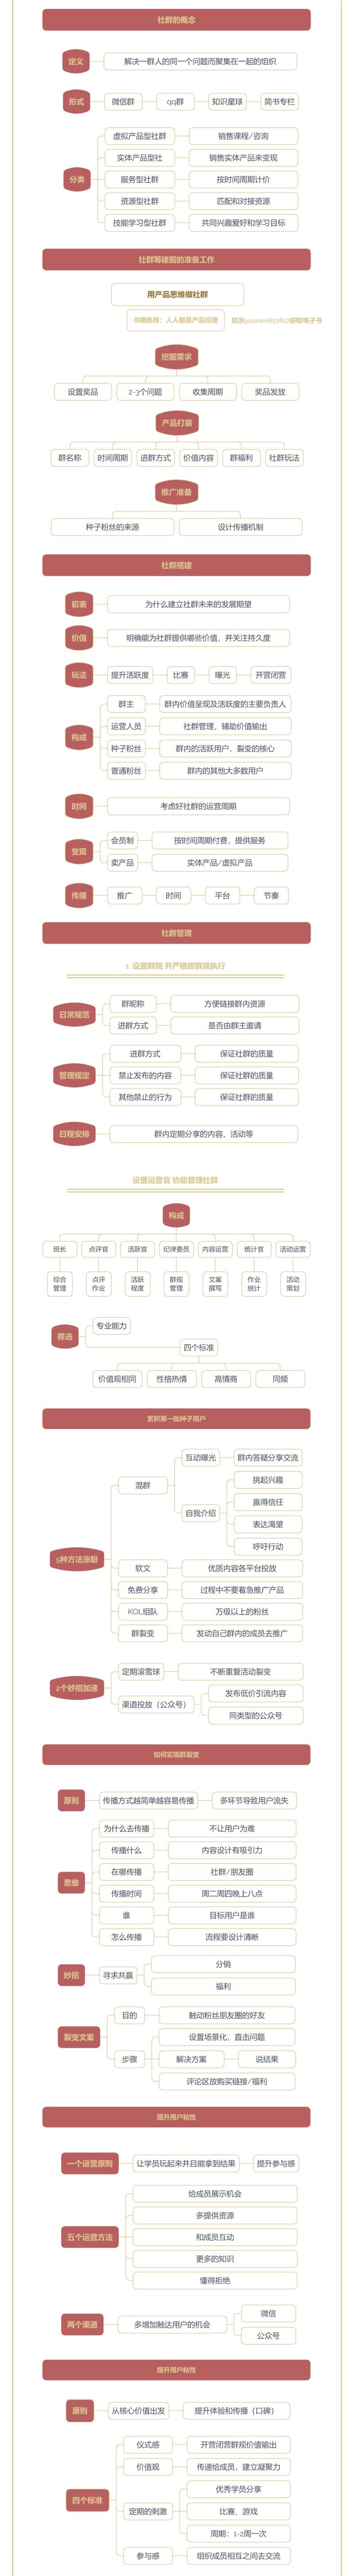 社群的概念
定义
解决一群人的同一个问题而聚集在一起的组织
形式
微信群
qq群
知识星球
简书专栏
分类
虚拟产品型社群
销售课程/咨询
实体产品型社
销售实体产品来变现
服务型社群
按时间周期计价
资源型社群
匹配和对接资源
技能学习型社群
共同兴趣爱好和学习目标
社群筹建前的准备工作
用产品思维做社群
书籍推荐：人人都是产品经理
挖掘需求
设置奖品
2-3个问题
收集周期
奖品发放
产品打磨
群名称
时间周期
进群方式
价值内容
群福利
社群玩法
推广准备
种子粉丝的来源
设计传播机制
社群搭建
初衷
为什么建立社群未来的发展期望
价值
明确能为社群提供哪些价值，并关注持久度
玩法
提升活跃度
比赛
曝光
开营闭营
构成
群主
群内价值呈现及活跃度的主要负责人
运营人员
社群管理，辅助价值输出
种子粉丝
群内的活跃用户，裂变的核心
普通粉丝
群内的其他大多数用户
时间
考虑好社群的运营周期
变现
会员制
按时间周期付费，提供服务
卖产品
实体产品/虚拟产品
传播
推广
时间
平台
节奏
社群管理
1. 设置群规 并严格按群规执行
日常规范
群昵称
方便链接群内资源
进群方式
是否由群主邀请
管理规定
进群方式
保证社群的质量
禁止发布的内容
保证社群的质量
其他禁止的行为
保证社群的质量
日程安排
群内定期分享的内容、活动等
设置运营官 协助管理社群
构成
班长
点评官
活跃官
纪律委员
内容运营
统计官
活动运营
综合
管理
点评
作业
活跃
程度
群规
管理
文案
撰写
作业
统计
活动
策划
筛选
专业能力
四个标准
价值观相同
性格热情
高情商
同频
累积第一批种子用户
5种方法涨粉
混群
互动曝光
群内答疑分享交流
自我介绍
挑起兴趣
赢得信任
表达渴望
呼吁行动
软文
优质内容各平台投放
免费分享
过程中不要着急推广产品
KOL组队
万级以上的粉丝
群裂变
发动自己群内的成员去推广
2个妙招加速
定期滚雪球
不断重复活动裂变
渠道投放（公众号）
发布低价引流内容
同类型的公众号
如何实现群裂变
原则
传播方式越简单越容易传播
多环节导致用户流失
思维
为什么去传播
不让用户为难
传播什么
内容设计有吸引力
在哪传播
社群/朋友圈
传播时间
周二周四晚上八点
谁
目标用户是谁
怎么传播
流程要设计清晰
妙招
寻求共赢
分销
福利
裂变文案
目的
触动粉丝朋友圈的好友
步骤
设置场景化，直击问题
解决方案
说结果
评论区放购买链接/福利
提升用户粘性
一个运营原则
让学员玩起来并且能拿到结果
提升参与感
五个运营方法
给成员展示机会
多提供资源
和成员互动
更多的知识
懂得拒绝
两个渠道
多增加触达用户的机会
微信
公众号
提升用户粘性
原则
从核心价值出发
提升体验和传播（口碑）
四个标准
仪式感
开营闭营群规价值输出
价值观
传递给成员，建立凝聚力
定期的刺激
优秀学员分享
比赛、游戏
周期：1-2周一次
参与感
组织成员相互之间去交流